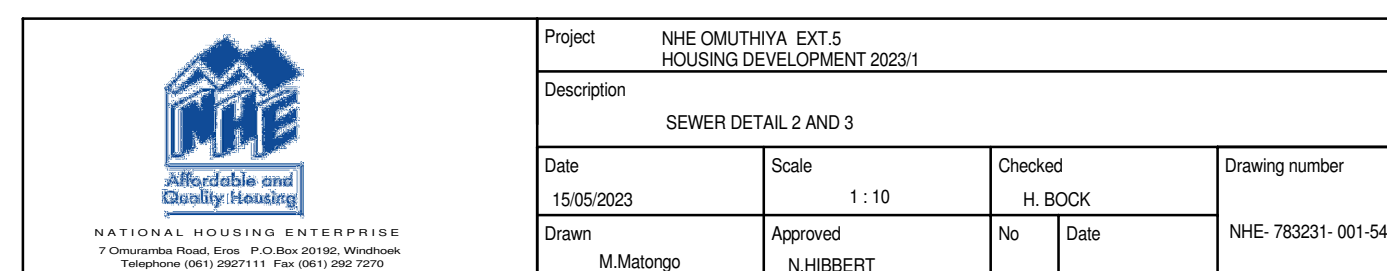 NHE
Affordable and
Quality Housing
NATIONAL HOUSING ENTERPRISE
7 Omuramba Road, Eros P.O.Box 20192, Windhoek
Telephone (061) 2927111 Fax (061) 292 7270
Project NHE OMUTHIYA EXT.5
HOUSING DEVELOPMENT 2023/1
Description
SEWER DETAIL 2 AND 3
Date Scale Checked Drawing number
15/05/2023 1 : 10 H. BOCK
Drawn Approved No Date NHE- 783231- 001-54
M.Matongo N.HIBBERT